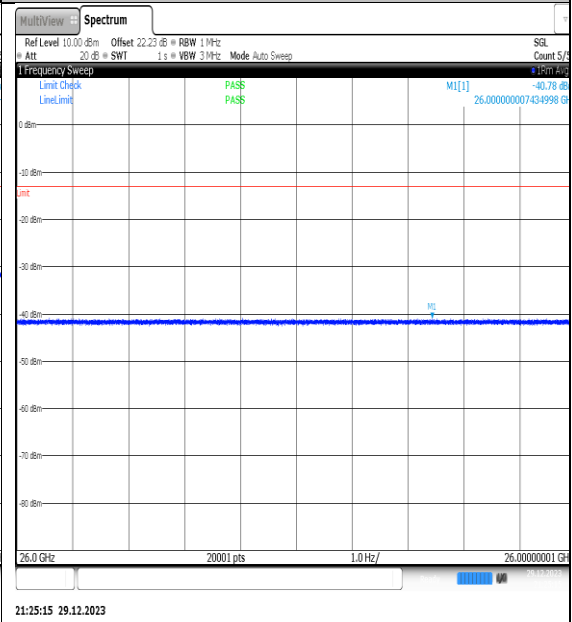 MultiView Spectrum
Ref Level 10.00 dBm Offset 22.23 dB RBW 1 MHz SGL
Att 20 dB SWT 1 s VBW 3 MHz Mode Auto Sweep Count 5/5
1 Frequency Sweep 1Rm Avg
Limit Check PASS M1[1] -40.78 dB
LineLimit PASS 26.000000007434998 GH
0 dBm
-10 dBm
Limit
-20 dBm
-30 dBm
M1
-40 dBm
-50 dBm
-60 dBm
-70 dBm
-80 dBm
26.0 GHz 20001 pts 1.0 Hz/ 26.00000001 GH
29.12.2023
21:25:15 29.12.2023